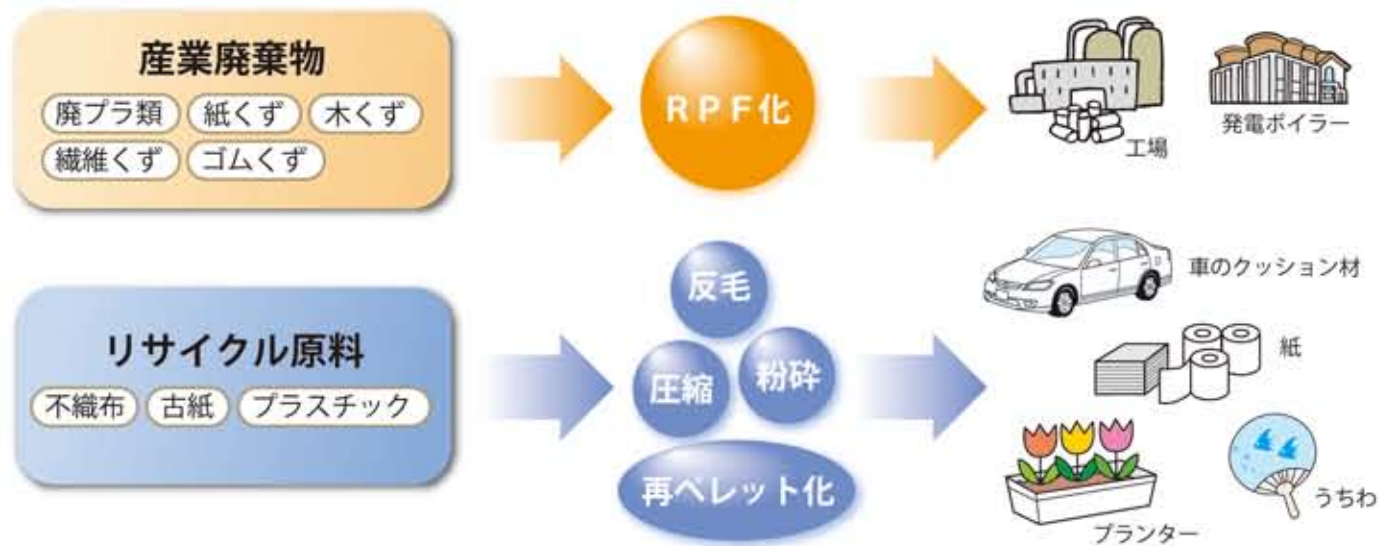 産業廃棄物
廃プラ類 紙くず 木くず
繊維くず ゴムくず
RPF化
工場
発電ボイラー
リサイクル原料
不織布 古紙 プラスチック
反毛
圧縮 粉砕
再ペレット化
車のクッション材
紙
プランター
うちわ